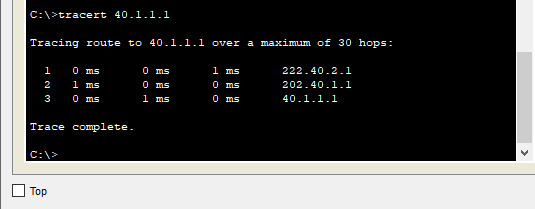 C:\>tracert 40.1.1.1
Tracing route to 40.1.1.1 over a maximum of 30 hops:
1 0 ms 0 ms 1 ms 222.40.2.1
2 1 ms 0 ms 0 ms 202.40.1.1
3 0 ms 1 ms 0 ms 40.1.1.1
Trace complete.
C:\>
Top